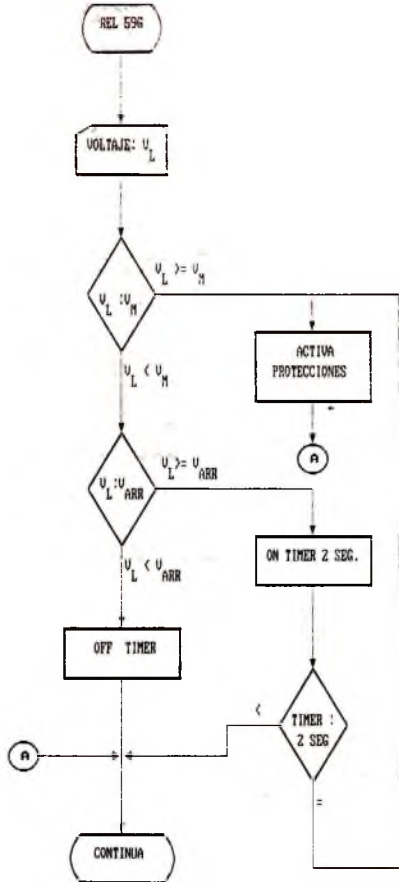 REL 59G
VOLTAJE: V_L
V_L >= V_M
V_L :V_M
ACTIVA
PROTECCIONES
V_L < V_M
A
V_L >= V_ARR
V_L :V_ARR
ON TIMER 2 SEG.
V_L < V_ARR
OFF TIMER
<
TIMER :
2 SEG
A
=
CONTINUA